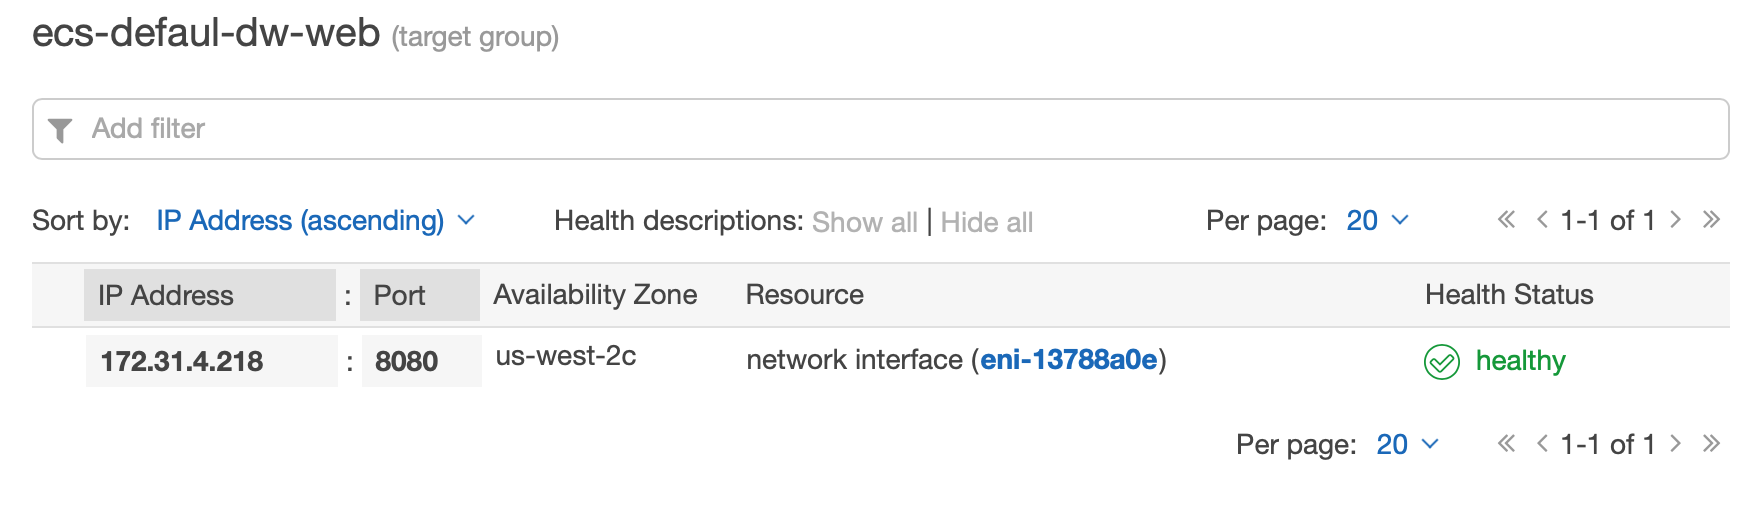 ecs-defaul-dw-web (target group)
Add filter
Sort by: IP Address (ascending) Health descriptions: Show all | Hide all Per page: 20 « < 1-1 of 1 > »
IP Address : Port Availability Zone Resource Health Status
172.31.4.218 : 8080 us-west-2c network interface (eni-13788a0e) healthy
Per page: 20 « < 1-1 of 1 > »